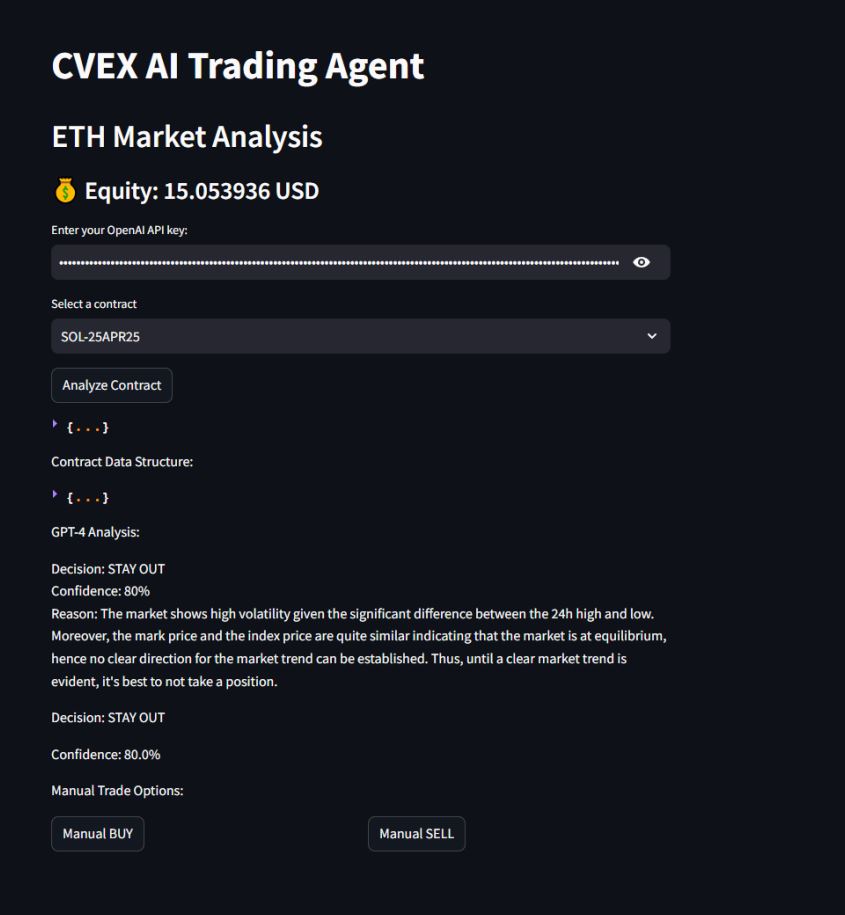 CVEX AI Trading Agent
ETH Market Analysis
💰 Equity: 15.053936 USD
Enter your OpenAI API key:
Select a contract
SOL-25APR25
Analyze Contract
{...}
Contract Data Structure:
{...}
GPT-4 Analysis:
Decision: STAY OUT
Confidence: 80%
Reason: The market shows high volatility given the significant difference between the 24h high and low.
Moreover, the mark price and the index price are quite similar indicating that the market is at equilibrium,
hence no clear direction for the market trend can be established. Thus, until a clear market trend is
evident, it's best to not take a position.
Decision: STAY OUT
Confidence: 80.0%
Manual Trade Options:
Manual BUY
Manual SELL